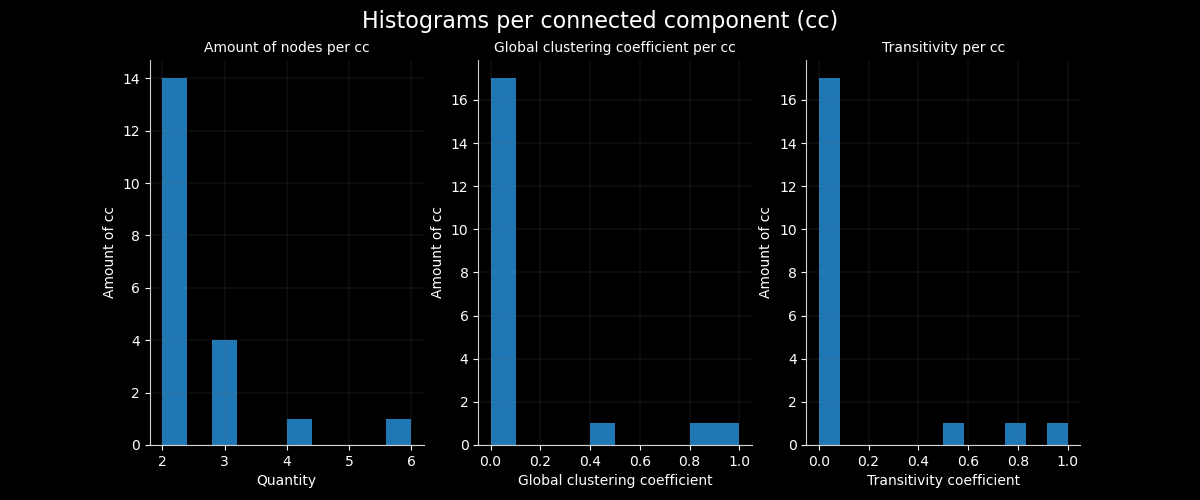 Histograms per connected component (cc)
Amount of nodes per cc
Amount of cc
14
12
10
8
6
4
2
0
2 3 4 5 6
Quantity
Global clustering coefficient per cc
Amount of cc
16
14
12
10
8
6
4
2
0
0.0 0.2 0.4 0.6 0.8 1.0
Global clustering coefficient
Transitivity per cc
Amount of cc
16
14
12
10
8
6
4
2
0
0.0 0.2 0.4 0.6 0.8 1.0
Transitivity coefficient